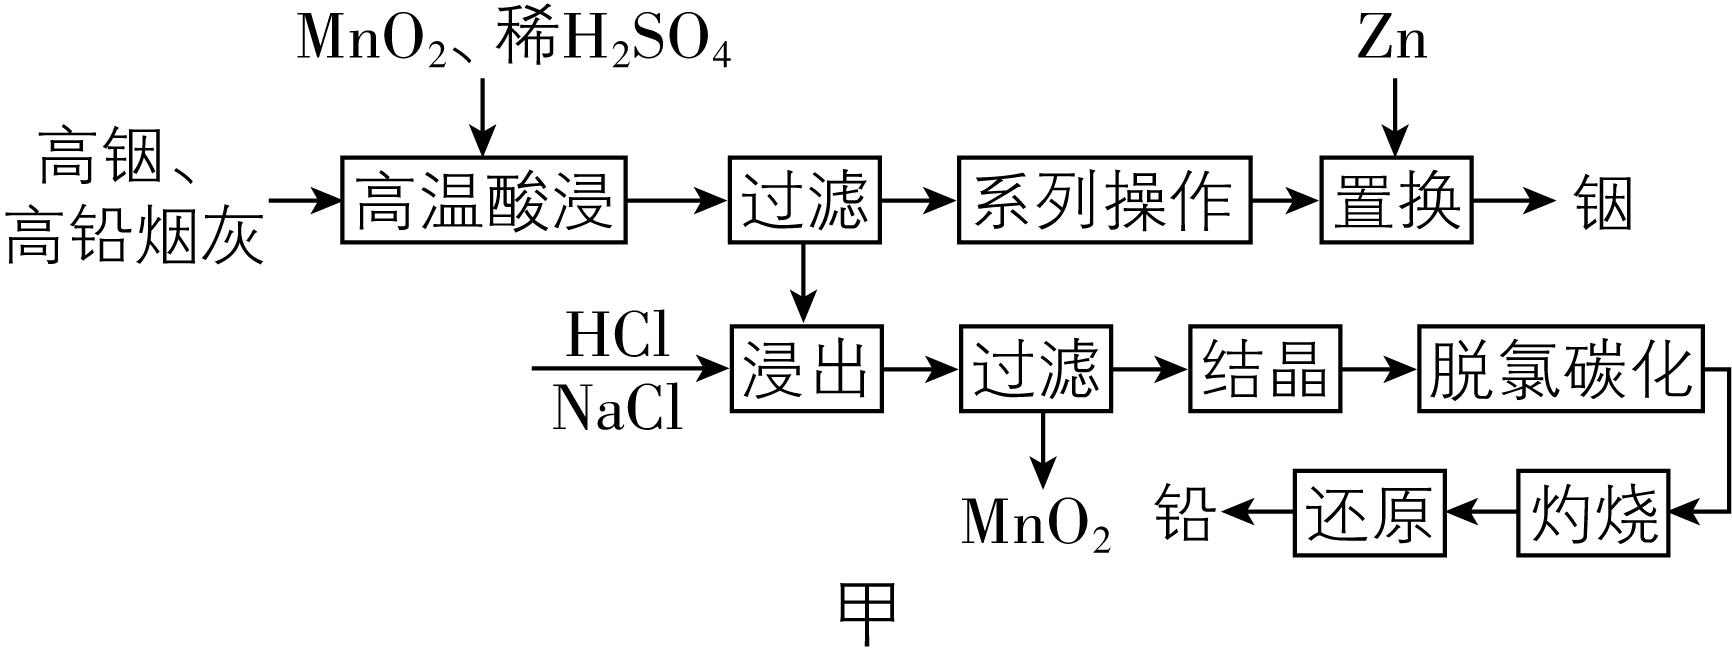 MnO₂、稀H₂SO₄
Zn
高铟、
高铅烟灰
高温酸浸
过滤
系列操作
置换
铟
HCl
NaCl
浸出
过滤
结晶
脱氯碳化
MnO₂
铅
还原
灼烧
甲